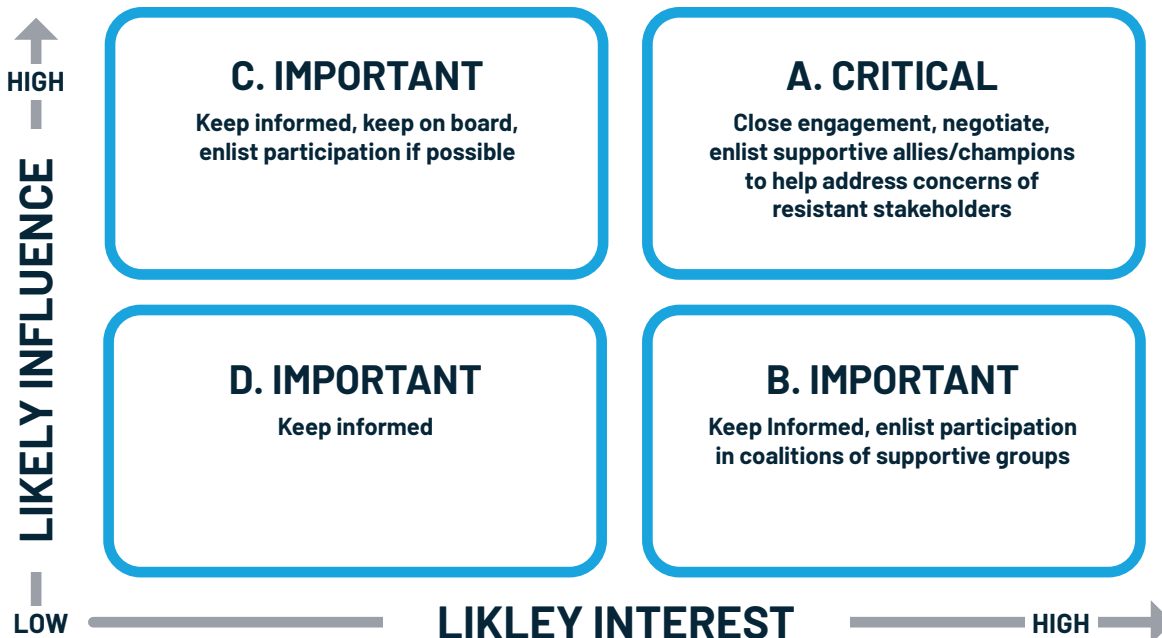 HIGH
LIKELY INFLUENCE
LOW
C. IMPORTANT
Keep informed, keep on board,
enlist participation if possible
A. CRITICAL
Close engagement, negotiate,
enlist supportive allies/champions
to help address concerns of
resistant stakeholders
D. IMPORTANT
Keep informed
B. IMPORTANT
Keep Informed, enlist participation
in coalitions of supportive groups
LIKLEY INTEREST
HIGH